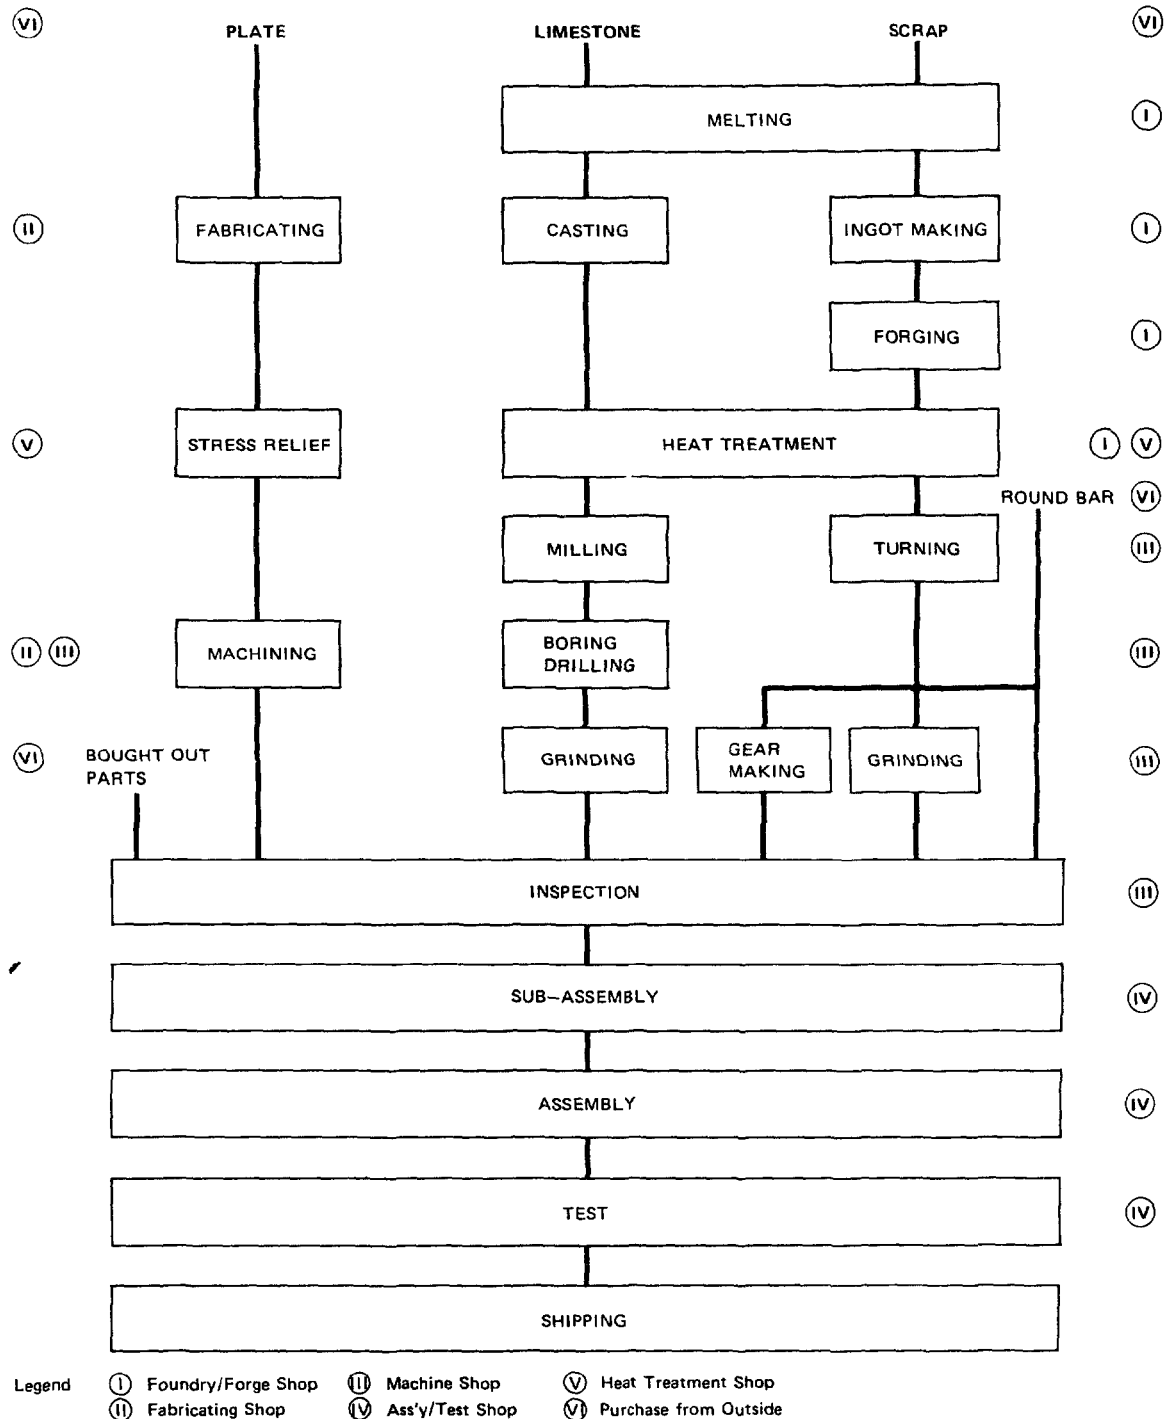 VI PLATE LIMESTONE SCRAP VI
MELTING I
II FABRICATING CASTING INGOT MAKING I
FORGING I
V STRESS RELIEF HEAT TREATMENT I V
ROUND BAR VI
MILLING TURNING III
II III MACHINING BORING III
DRILLING
VI BOUGHT OUT GRINDING GEAR GRINDING III
PARTS MAKING
INSPECTION III
SUB-ASSEMBLY IV
ASSEMBLY IV
TEST IV
SHIPPING
Legend I Foundry/Forge Shop III Machine Shop V Heat Treatment Shop
II Fabricating Shop IV Ass'y/Test Shop VI Purchase from Outside